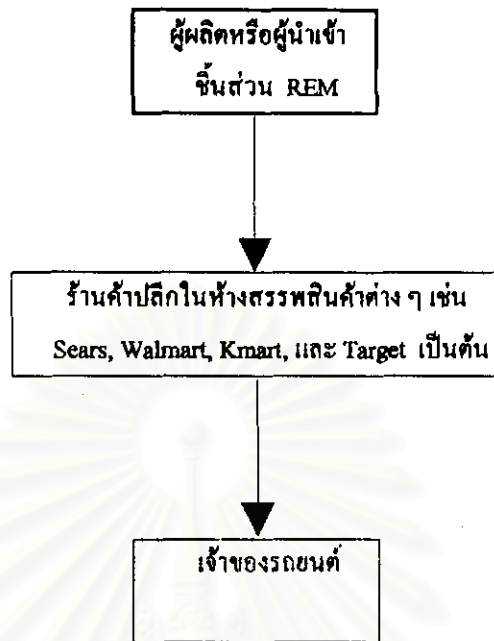 ผู้ผลิตหรือผู้นำเข้า
ชิ้นส่วน REM
ร้านค้าปลีกในห้างสรรพสินค้าต่าง ๆ เช่น
Sears, Walmart, Kmart, และ Target เป็นต้น
เจ้าของรถยนต์